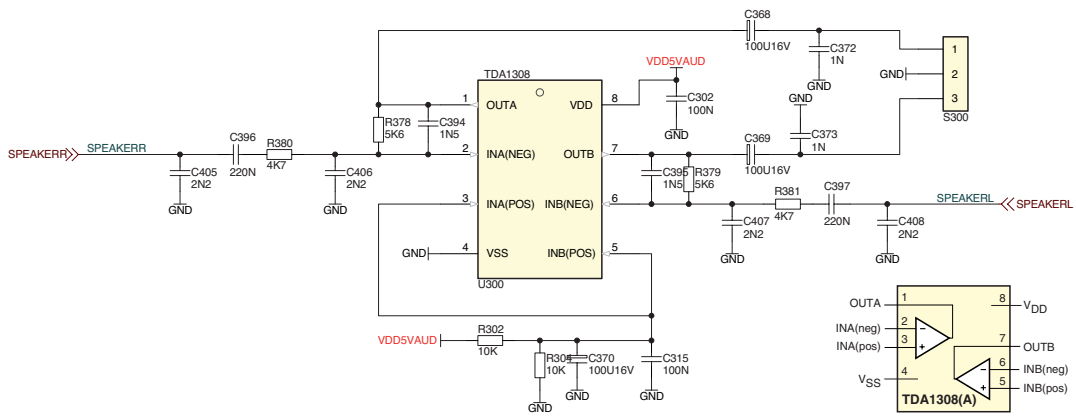 C368
100U16V
C372
1N
1
GND
2
3
S300
VDD5VAUD
TDA1308
C302
100N
GND
GND
GND
1
OUTA
VDD
8
R378
5K6
C394
1N5
C369
100U16V
C373
1N
SPEAKERR
SPEAKERR
C396
220N
R380
4K7
2
INA(NEG)
OUTB
7
C405
2N2
GND
C406
2N2
GND
C395
1N5
R379
5K6
3
INA(POS)
INB(NEG)
6
R381
4K7
C397
220N
SPEAKERL
SPEAKERL
C407
2N2
GND
C408
2N2
GND
GND
4
VSS
INB(POS)
5
U300
VDD5VAUD
R302
10K
R304
10K
GND
C370
100U16V
GND
C315
100N
GND
OUTA
1
8
VDD
INA(neg)
2
INA(pos)
3
7
OUTB
VSS
4
6
INB(neg)
5
INB(pos)
TDA1308(A)